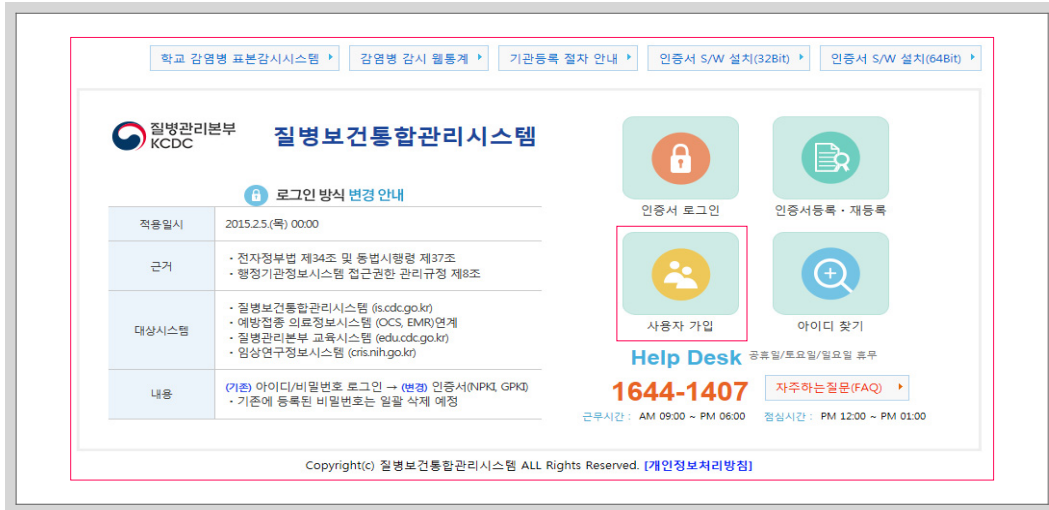 학교 감염병 표본감시시스템
감염병 감시 웹통계
기관등록 절차 안내
인증서 S/W 설치(32Bit)
인증서 S/W 설치(64Bit)
질병관리본부
KCDC
질병보건통합관리시스템
로그인 방식 변경 안내
적용일시 2015.2.5.(목) 00:00
근거
· 전자정부법 제34조 및 동법시행령 제37조
· 행정기관정보시스템 접근권한 관리규정 제8조
대상시스템
· 질병보건통합관리시스템 (is.cdc.go.kr)
· 예방접종 의료정보시스템 (OCS, EMR)연계
· 질병관리본부 교육시스템 (edu.cdc.go.kr)
· 임상연구정보시스템 (cris.nih.go.kr)
내용
(기존) 아이디/비밀번호 로그인 → (변경) 인증서(NPKI, GPKI)
· 기존에 등록된 비밀번호는 일괄 삭제 예정
인증서 로그인
인증서등록 · 재등록
사용자 가입
아이디 찾기
Help Desk 공휴일/토요일/일요일 휴무
1644-1407
자주하는질문(FAQ)
근무시간 : AM 09:00 ~ PM 06:00
점심시간 : PM 12:00 ~ PM 01:00
Copyright(c) 질병보건통합관리시스템 ALL Rights Reserved. [개인정보처리방침]